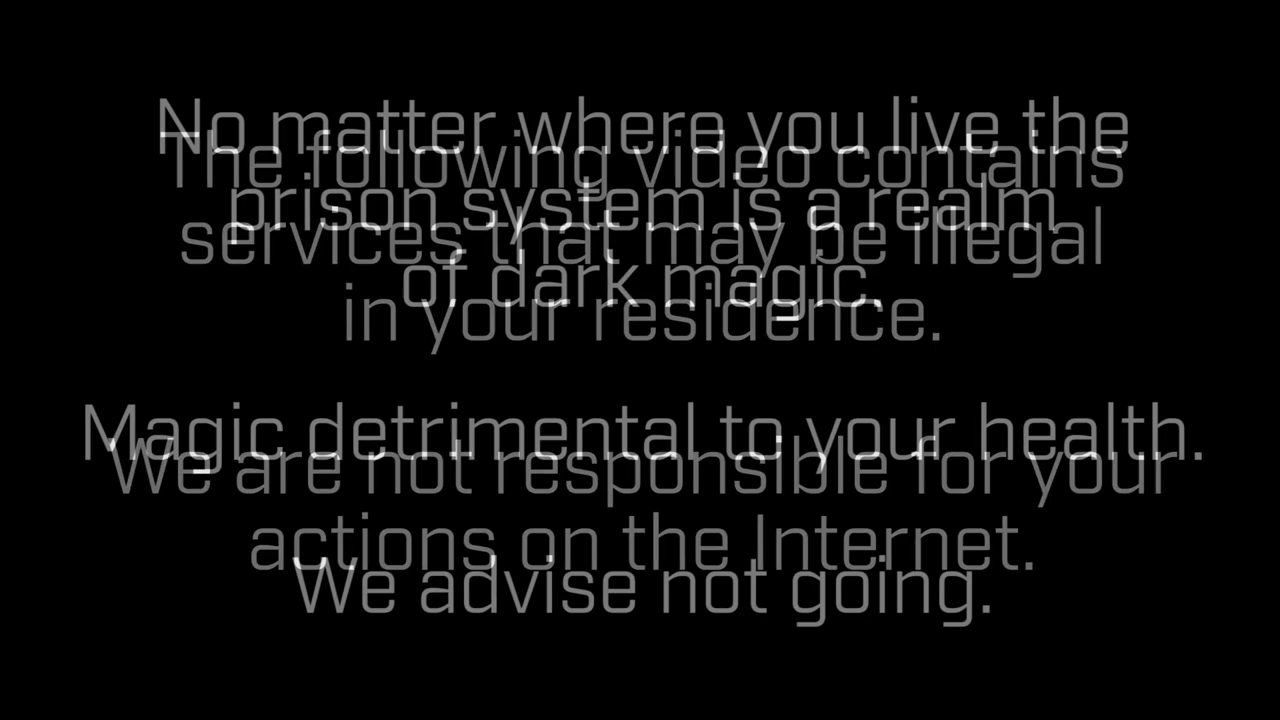 No matter where you live the
The following video contains
prison system is a realm
services that may be illegal
of dark magic.
in your residence.
Magic detrimental to your health.
We are not responsible for your
actions on the Internet.
We advise not going.